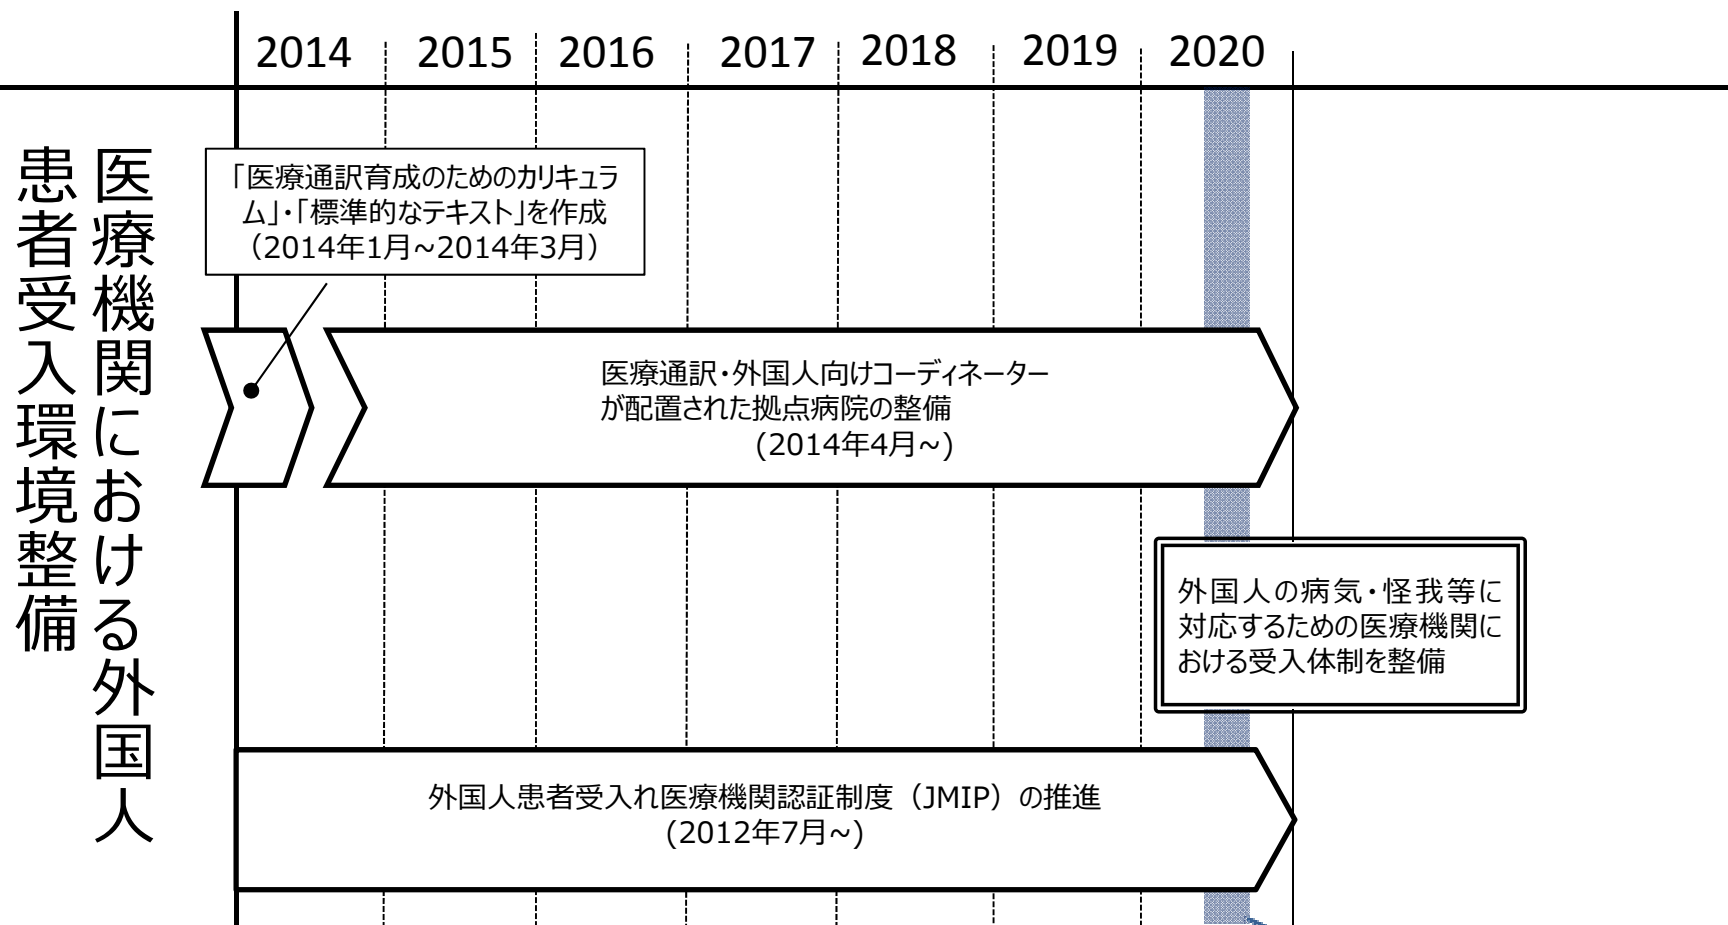 2014 2015 2016 2017 2018 2019 2020
医療機関における外国人
患者受入環境整備
「医療通訳育成のためのカリキュラ
ム」・「標準的なテキスト」を作成
（2014年1月~2014年3月）
医療通訳・外国人向けコーディネーター
が配置された拠点病院の整備
(2014年4月~)
外国人の病気・怪我等に
対応するための医療機関に
おける受入体制を整備
外国人患者受入れ医療機関認証制度（JMIP）の推進
(2012年7月~)